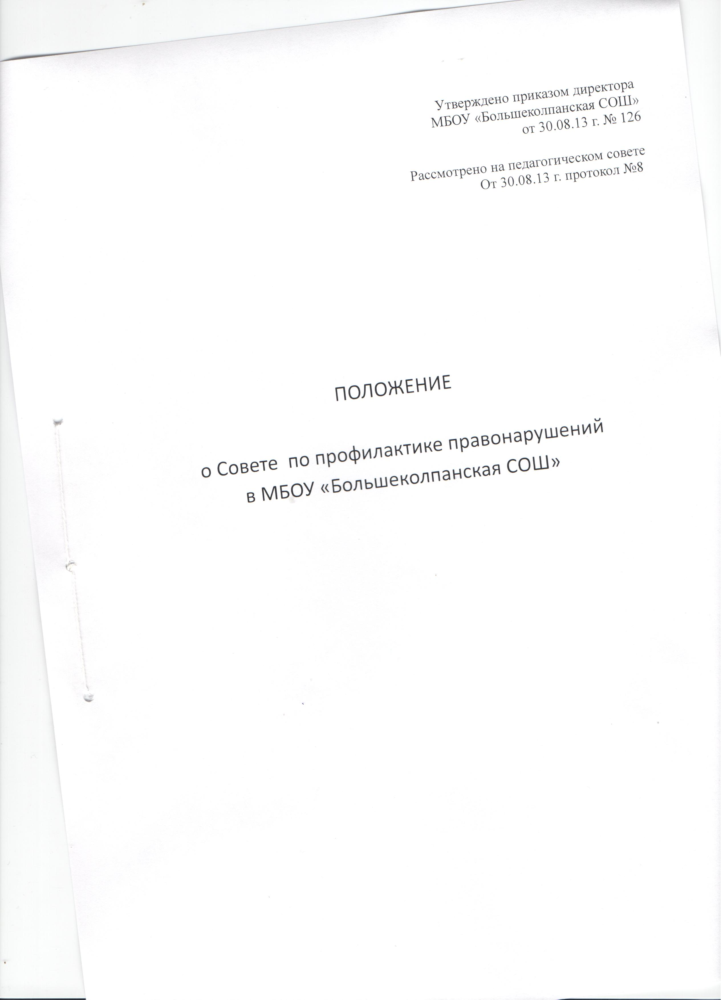 Утверждено приказом директора
МБОУ «Большеколпанская СОШ»
от 30.08.13 г. № 126
Рассмотрено на педагогическом совете
От 30.08.13 г. протокол №8
ПОЛОЖЕНИЕ
о Совете по профилактике правонарушений
в МБОУ «Большеколпанская СОШ»